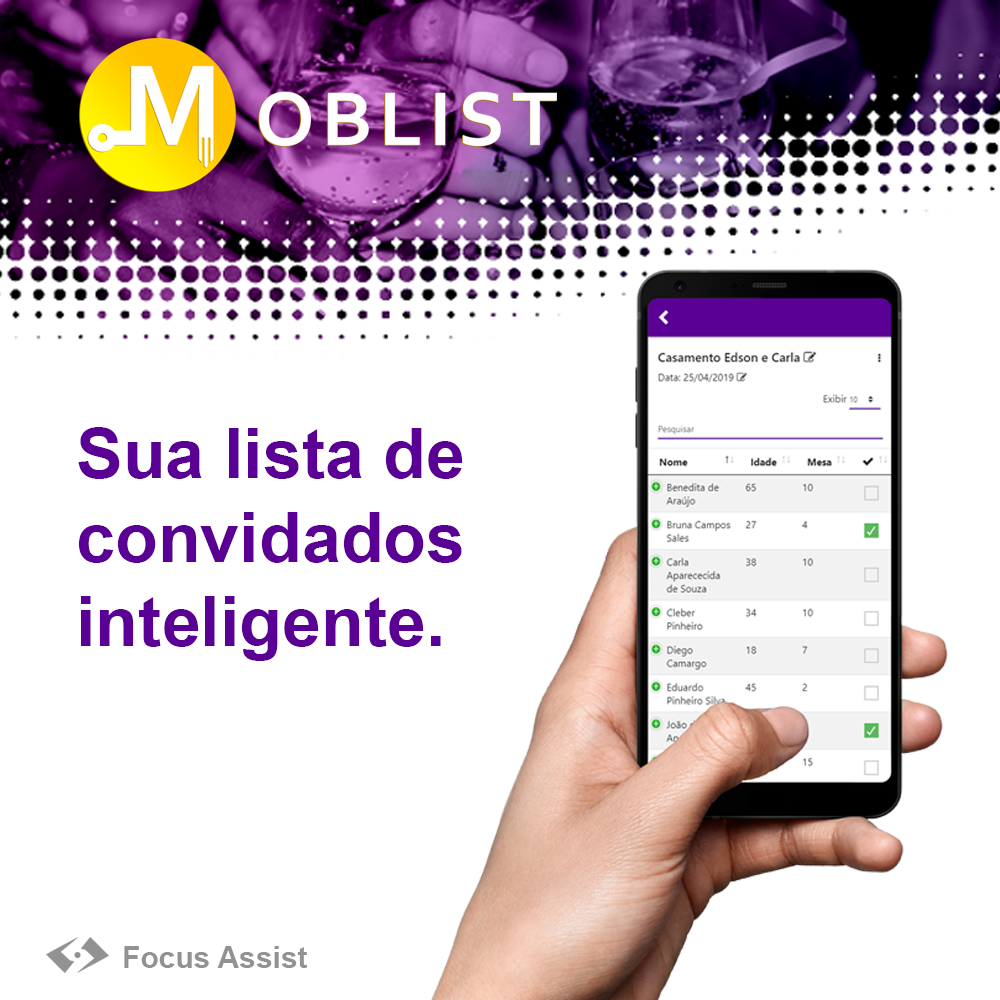 MOBLIST
Casamento Edson e Carla
Data: 25/04/2019
Exibir 10
Pesquisar
Nome Idade Mesa
Benedita de 65 10
Araújo
Bruna Campos 27 4
Sales
Carla 38 10
Aparececida
de Souza
Cleber 34 10
Pinheiro
Diego 18 7
Camargo
Eduardo 45 2
Pinheiro Silva
João
15
Sua lista de
convidados
inteligente.
Focus Assist